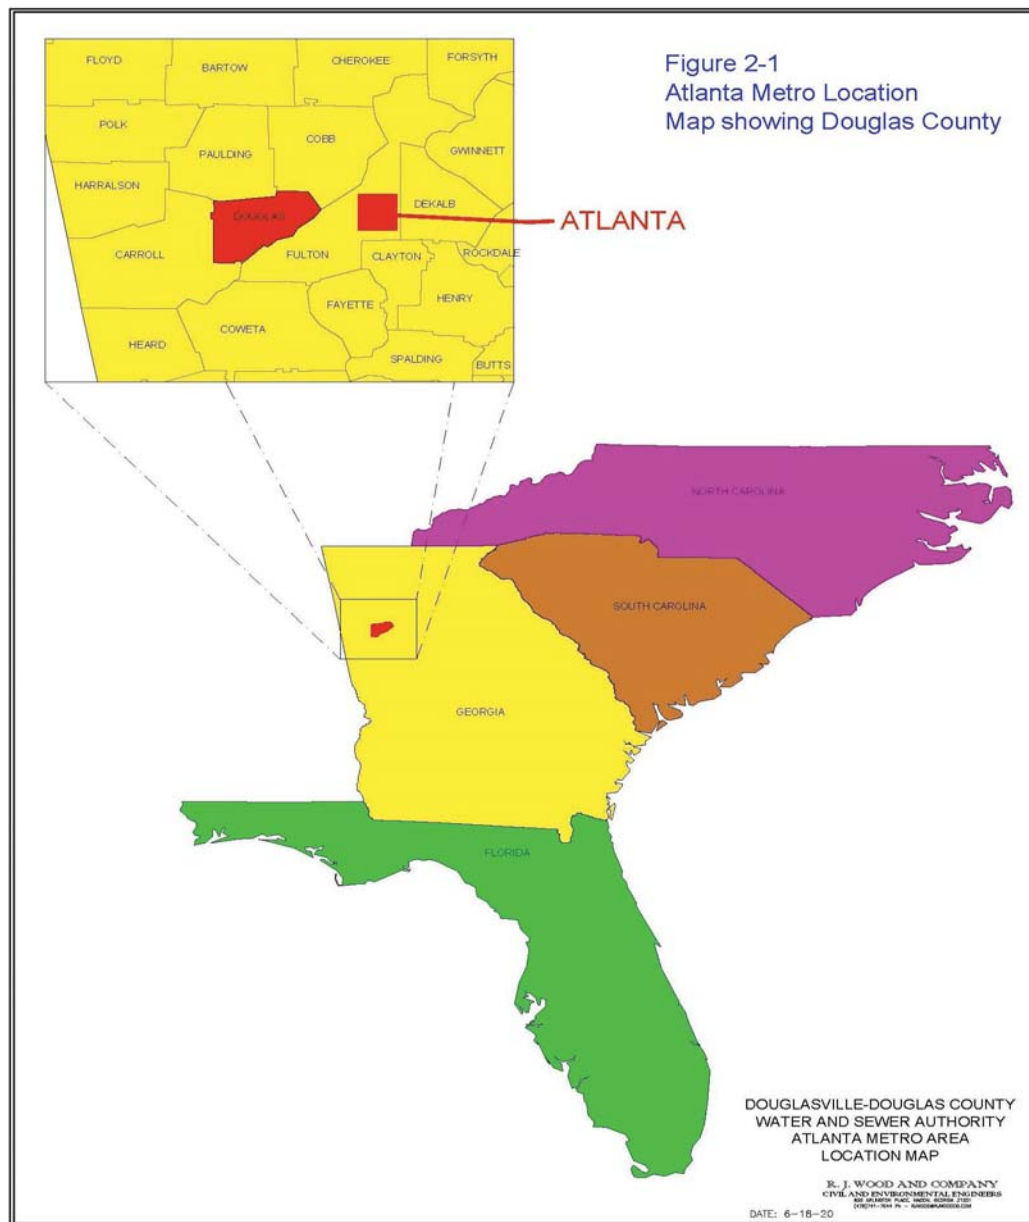 Figure 2-1
Atlanta Metro Location
Map showing Douglas County
FLOYD
BARTOW
CHEROKEE
FORSYTH
POLK
PAULDING
COBB
GWINNETT
HARRALSON
DOUGLAS
DEKALB
ATLANTA
CARROLL
FULTON
CLAYTON
ROCKDALE
FAYETTE
HENRY
COWETA
HEARD
SPALDING
BUTTS
NORTH CAROLINA
SOUTH CAROLINA
GEORGIA
FLORIDA
DOUGLASVILLE-DOUGLAS COUNTY
WATER AND SEWER AUTHORITY
ATLANTA METRO AREA
LOCATION MAP
R. J. WOOD AND COMPANY
CIVIL AND ENVIRONMENTAL ENGINEERS
DATE: 6-18-20